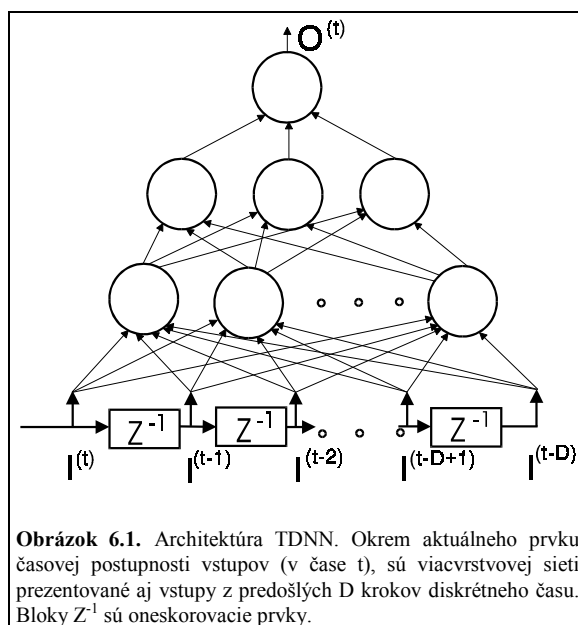 O(t)
Z-1 Z-1 Z-1
I(t) I(t-1) I(t-2) I(t-D+1) I(t-D)
Obrázok 6.1. Architektúra TDNN. Okrem aktuálneho prvku
časovej postupnosti vstupov (v čase t), sú viacvrstvovej sieti
prezentované aj vstupy z predošlých D krokov diskrétneho času.
Bloky Z-1 sú oneskorovacie prvky.